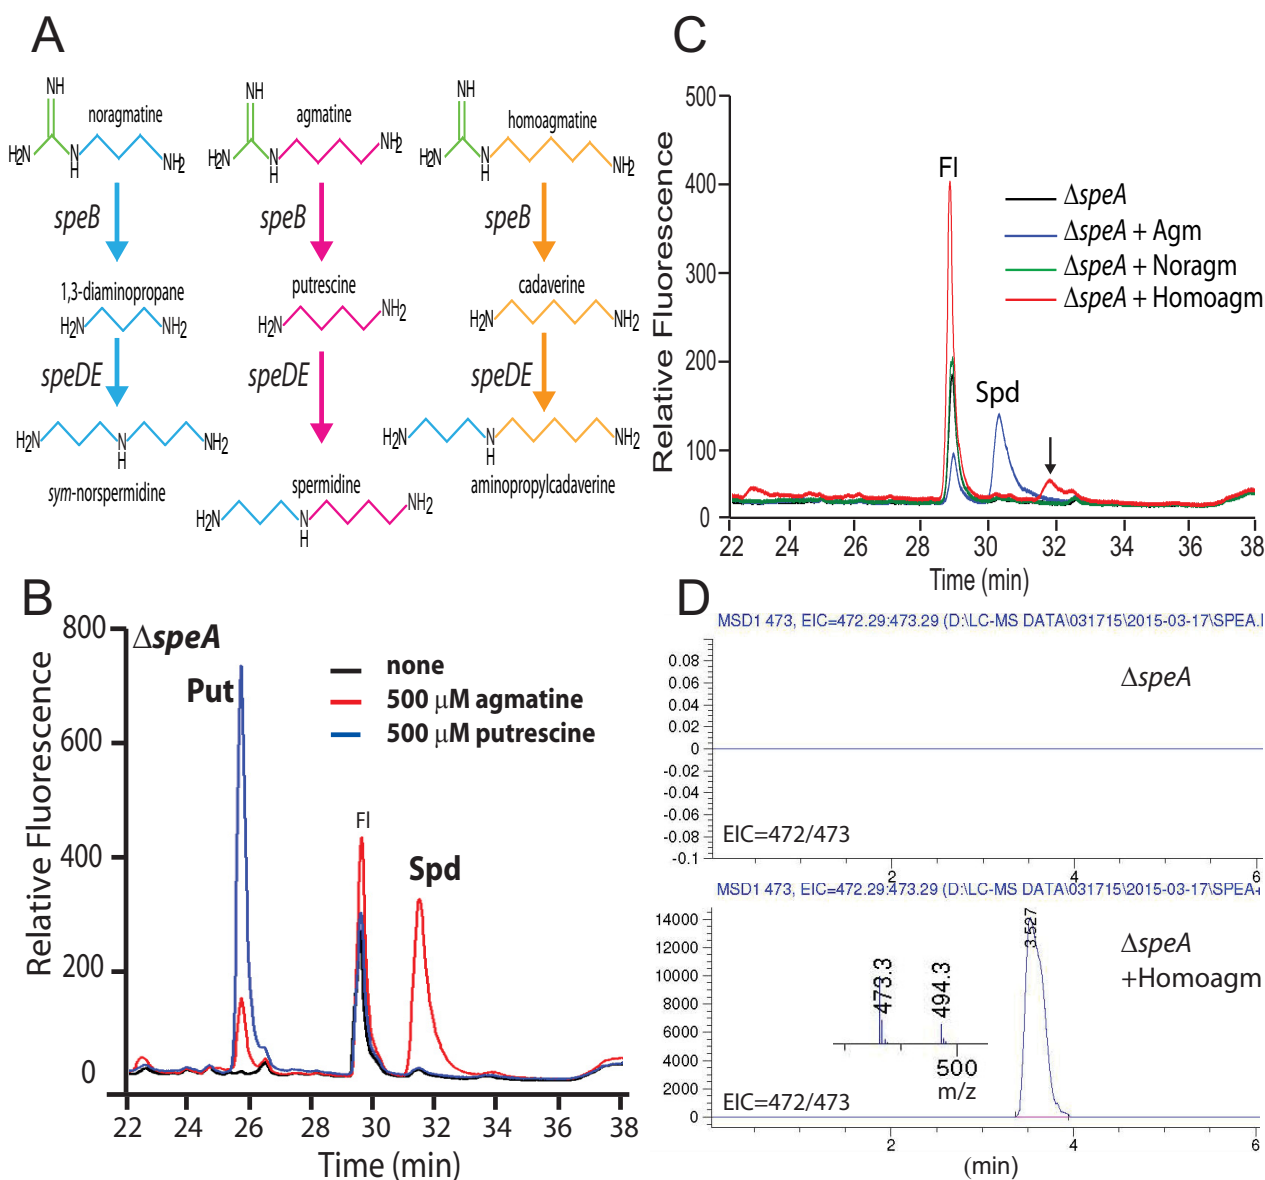 A
NH
NH
NH
noragmatine
agmatine
homoagmatine
H2N
N
H
NH2
H2N
N
H
NH2
H2N
N
H
NH2
speB
speB
speB
1,3-diaminopropane
putrescine
cadaverine
H2N
NH2
H2N
NH2
H2N
NH2
speDE
speDE
speDE
H2N
N
H
NH2
H2N
N
H
NH2
sym-norspermidine
spermidine
aminopropylcadaverine
H2N
N
H
NH2
B
ΔspeA
Put
Fl
Spd
none
500 μM agmatine
500 μM putrescine
Relative Fluorescence
800
600
400
200
0
22 24 26 28 30 32 34 36 38
Time (min)
C
Relative Fluorescence
500
400
300
200
100
0
Fl
Spd
ΔspeA
ΔspeA + Agm
ΔspeA + Noragm
ΔspeA + Homoagm
22 24 26 28 30 32 34 36 38
Time (min)
D
MSD1 473, EIC=472.29:473.29 (D:\LC-MS DATA\031715\2015-03-17\SPEA.
0.08
0.06
0.04
0.02
0
-0.02
-0.04
-0.06
-0.08
-0.1
ΔspeA
EIC=472/473
2 4 6
MSD1 473, EIC=472.29:473.29 (D:\LC-MS DATA\031715\2015-03-17\SPEA
14000
12000
10000
8000
6000
4000
2000
0
3.527
ΔspeA
+Homoagm
473.3
494.3
500
m/z
EIC=472/473
2 4 6
(min)